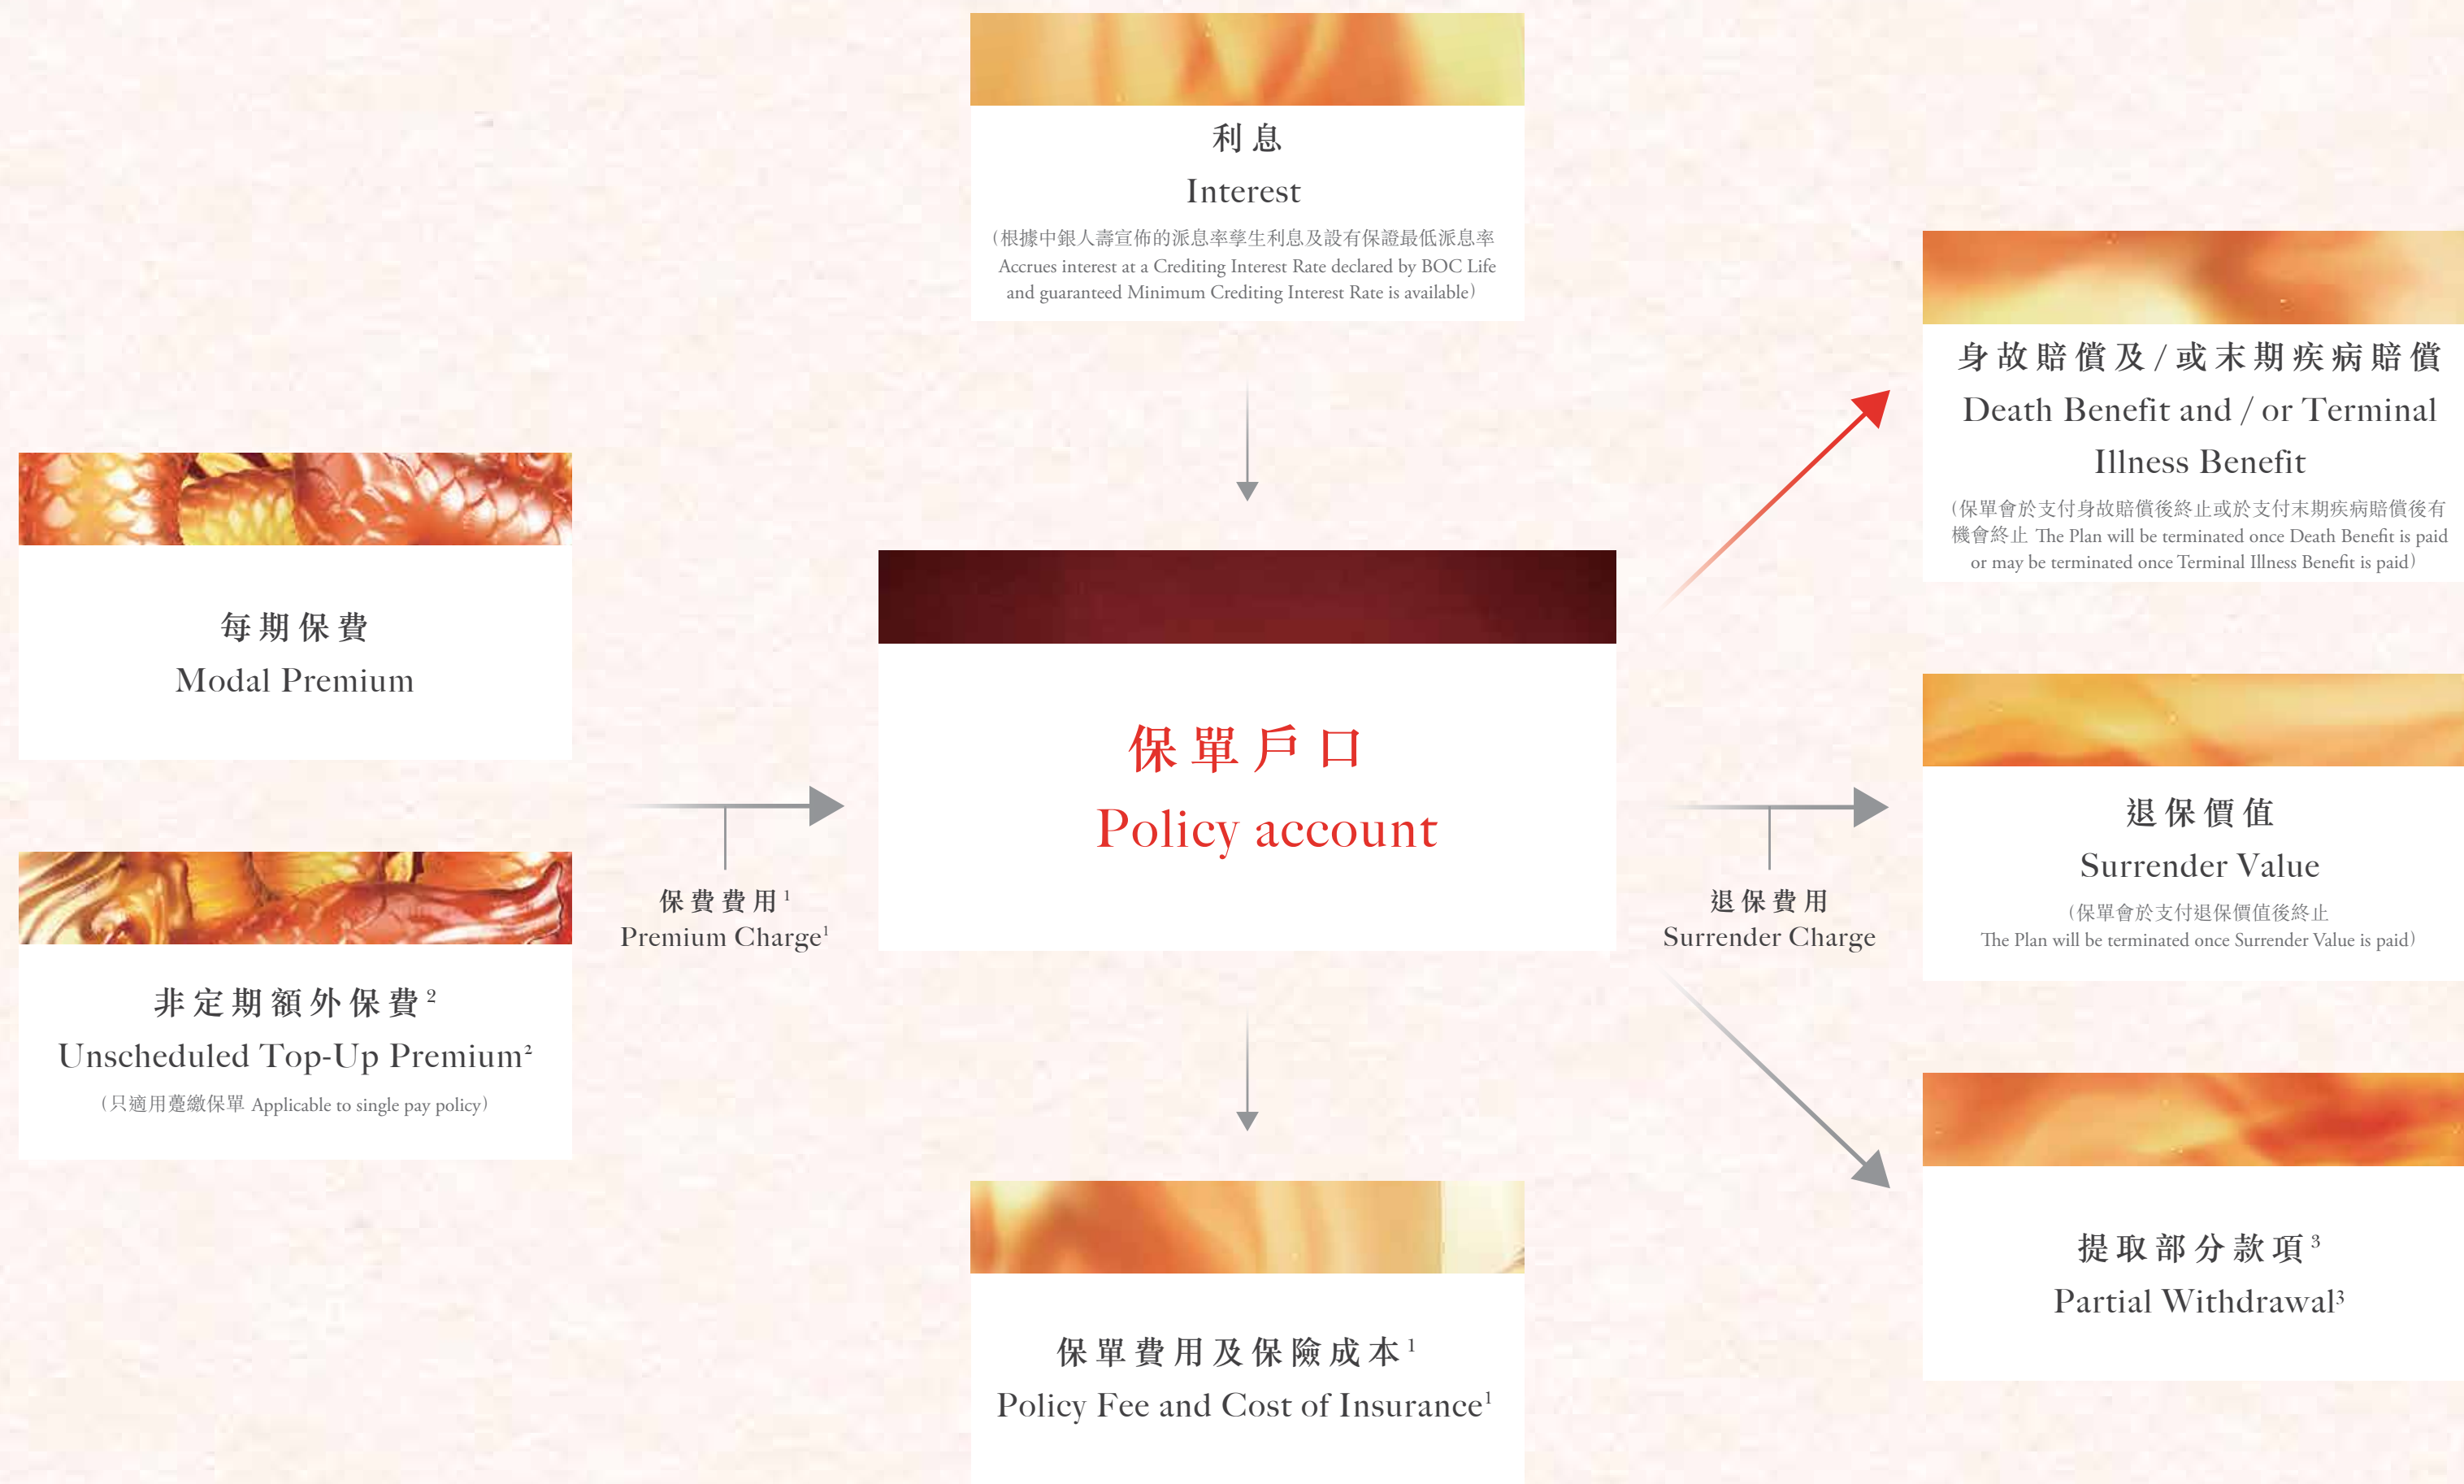 利息
Interest
(根據中銀人壽宣佈的派息率孳生利息及設有保證最低派息率
Accrues interest at a Crediting Interest Rate declared by BOC Life
and guaranteed Minimum Crediting Interest Rate is available)
每期保費
Modal Premium
非定期額外保費²
Unscheduled Top-Up Premium²
(只適用躉繳保單 Applicable to single pay policy)
保費費用¹
Premium Charge¹
保單戶口
Policy account
保單費用及保險成本¹
Policy Fee and Cost of Insurance¹
退保費用
Surrender Charge
身故賠償及/或末期疾病賠償
Death Benefit and / or Terminal
Illness Benefit
(保單會於支付身故賠償後終止或於支付末期疾病賠償後有
機會終止 The Plan will be terminated once Death Benefit is paid
or may be terminated once Terminal Illness Benefit is paid)
退保價值
Surrender Value
(保單會於支付退保價值後終止
The Plan will be terminated once Surrender Value is paid)
提取部分款項³
Partial Withdrawal³